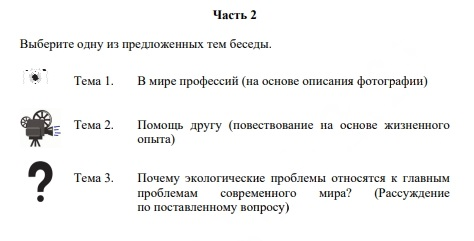 Часть 2
Выберите одну из предложенных тем беседы.
Тема 1. В мире профессий (на основе описания фотографии)
Тема 2. Помощь другу (повествование на основе жизненного
опыта)
Тема 3. Почему экологические проблемы относятся к главным
проблемам современного мира? (Рассуждение
по поставленному вопросу)